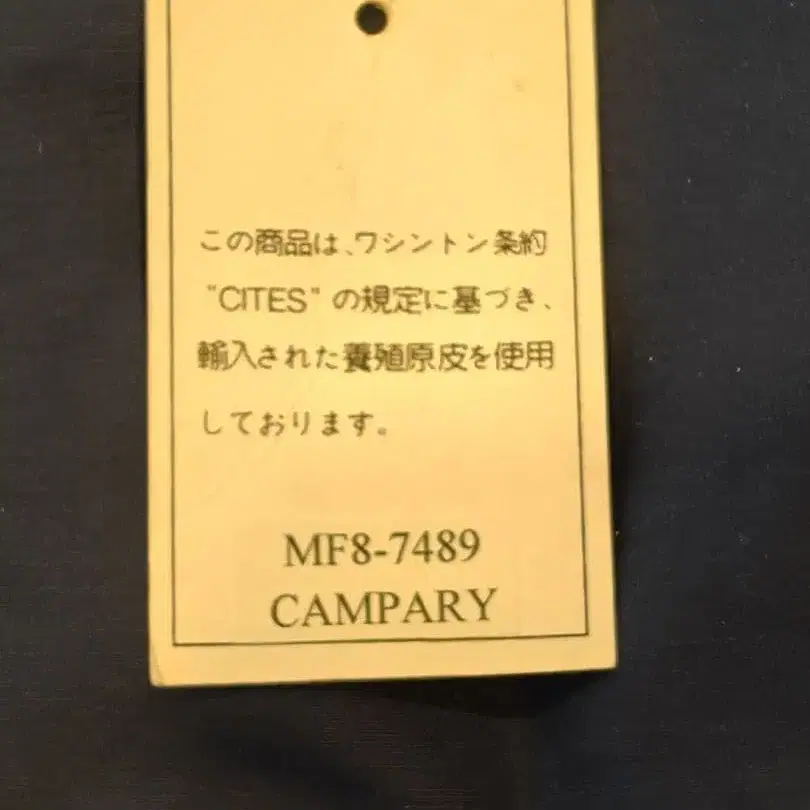 この商品は、ワシントン条約
"CITES" の規定に基づき、
輸入された養殖原皮を使用
しております。
MF8-7489
CAMPARY